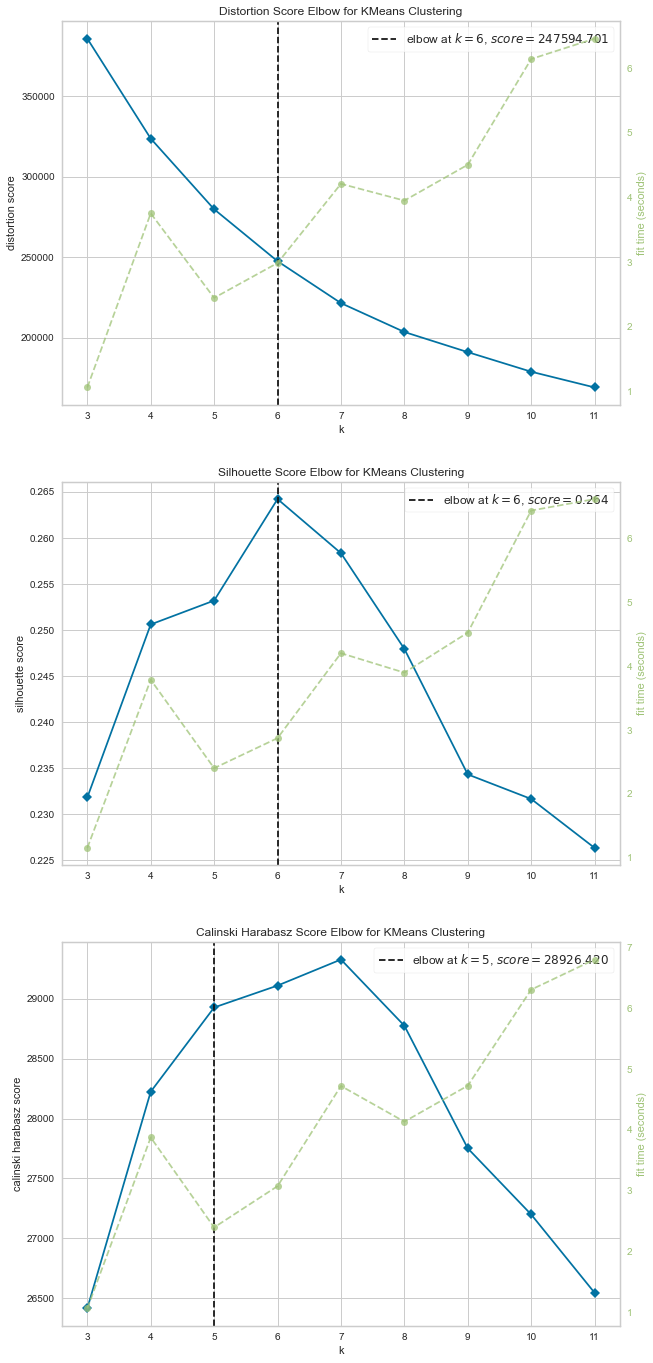 Distortion Score Elbow for KMeans Clustering
elbow at k = 6, score = 247594.701
350000
300000
250000
200000
distortion score
6
5
4
3
2
1
fit time (seconds)
3 4 5 6 7 8 9 10 11
k
Silhouette Score Elbow for KMeans Clustering
elbow at k = 6, score = 0.264
0.265
0.260
0.255
0.250
0.245
0.240
0.235
0.230
0.225
silhouette score
6
5
4
3
2
1
fit time (seconds)
3 4 5 6 7 8 9 10 11
k
Calinski Harabasz Score Elbow for KMeans Clustering
elbow at k = 5, score = 28926.420
29000
28500
28000
27500
27000
26500
calinski harabasz score
7
6
5
4
3
2
1
fit time (seconds)
3 4 5 6 7 8 9 10 11
k